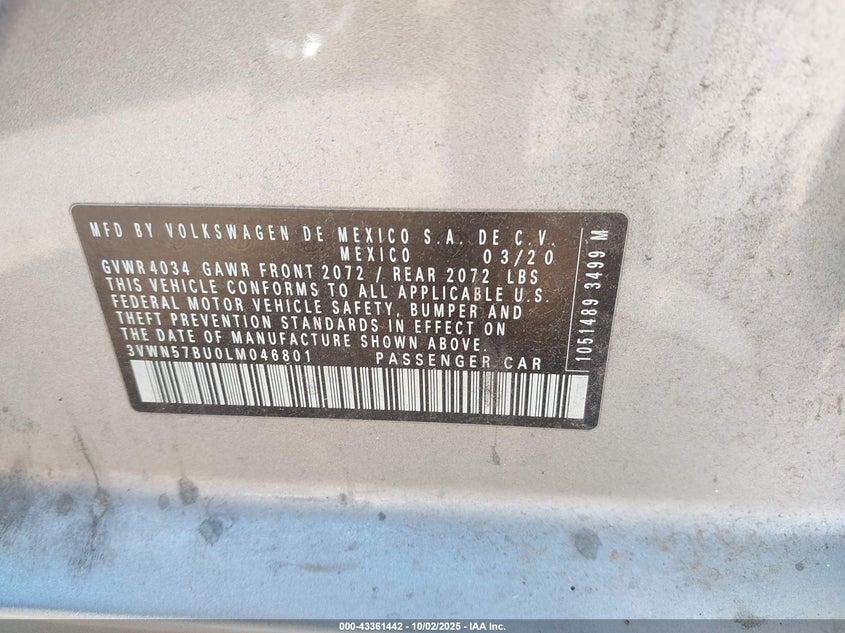 MFD BY VOLKSWAGEN DE MEXICO S.A. DE C.V.
MEXICO 03/20
GVWR 4034 GAWR FRONT 2072 / REAR 2072 LBS
THIS VEHICLE CONFORMS TO ALL APPLICABLE U.S.
FEDERAL MOTOR VEHICLE SAFETY, BUMPER AND
THEFT PREVENTION STANDARDS IN EFFECT ON
THE DATE OF MANUFACTURE SHOWN ABOVE.
3VWN57BU0LM046801 PASSENGER CAR
1051489 3499 M
000-43361442 - 10/02/2025 - IAA Inc.